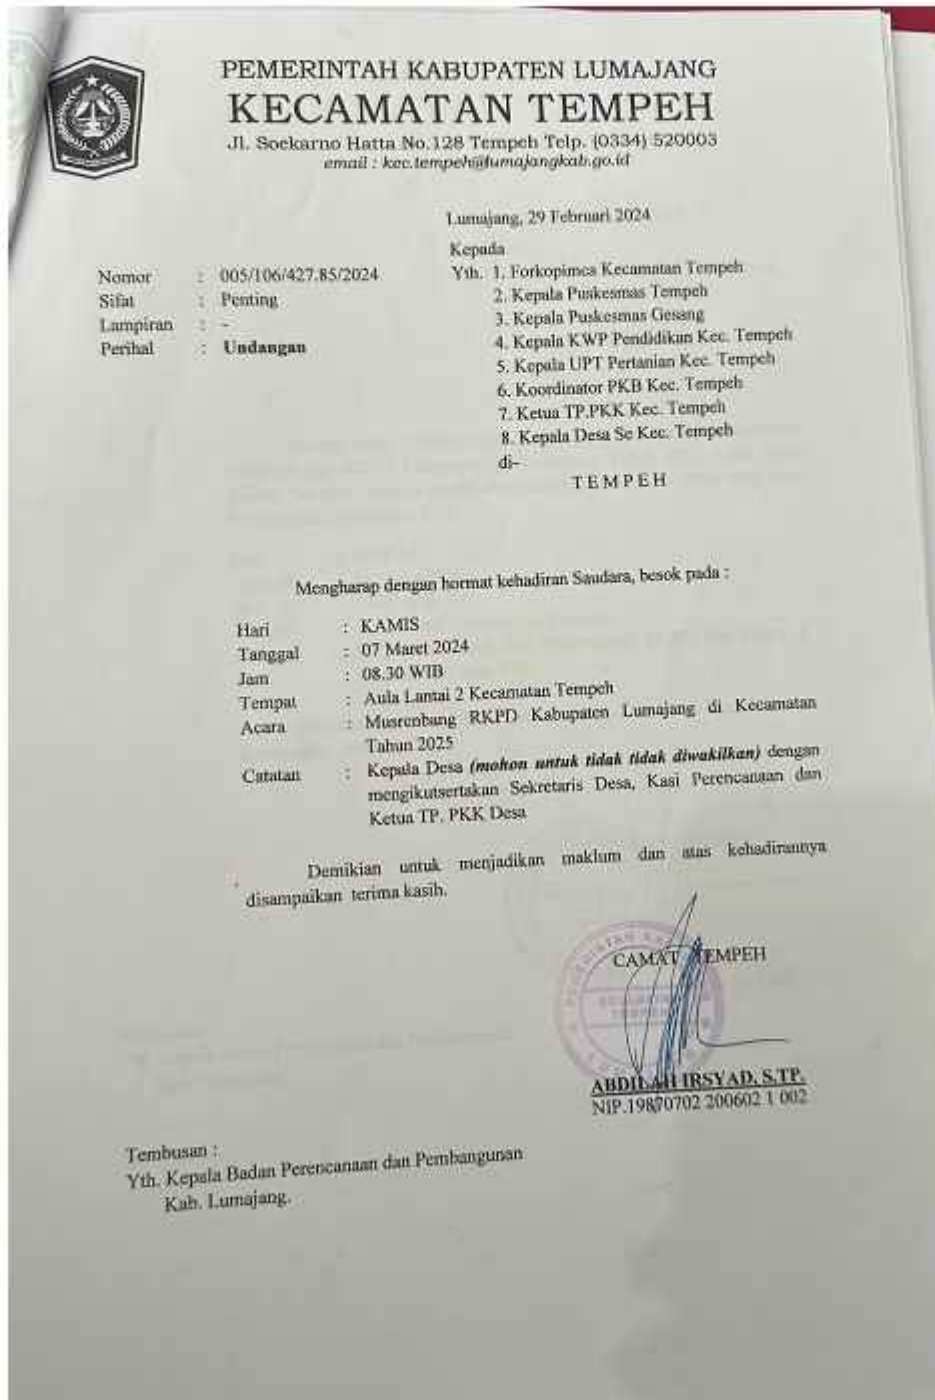 PEMERINTAH KABUPATEN LUMAJANG
KECAMATAN TEMPEH
Jl. Soekarno Hatta No.128 Tempeh Telp. (0334) 520003
email : kec.tempeh@lumajangkab.go.id
Lumajang, 29 Februari 2024
Kepada
Nomor : 005/106/427.85/2024
Sifat : Penting
Lampiran : -
Perihal : Undangan
Yth. 1. Forkopimca Kecamatan Tempeh
2. Kepala Puskesmas Tempeh
3. Kepala Puskesmas Gesang
4. Kepala KWP Pendidikan Kec. Tempeh
5. Kepala UPT Pertanian Kec. Tempeh
6. Koordinator PKB Kec. Tempeh
7. Ketua TP.PKK Kec. Tempeh
8. Kepala Desa Se Kec. Tempeh
di-
TEMPEH
Mengharap dengan hormat kehadiran Saudara, besok pada :
Hari : KAMIS
Tanggal : 07 Maret 2024
Jam : 08.30 WIB
Tempat : Aula Lantai 2 Kecamatan Tempeh
Acara : Musrenbang RKPD Kabupaten Lumajang di Kecamatan
Tahun 2025
Catatan : Kepala Desa (mohon untuk tidak tidak diwakilkan) dengan
mengikutsertakan Sekretaris Desa, Kasi Perencanaan dan
Ketua TP. PKK Desa
Demikian untuk menjadikan maklum dan atas kehadirannya
disampaikan terima kasih.
CAMAT TEMPEH
ABDILAH IRSYAD, S.TP.
NIP.19870702 200602 1 002
Tembusan :
Yth. Kepala Badan Perencanaan dan Pembangunan
Kab. Lumajang.